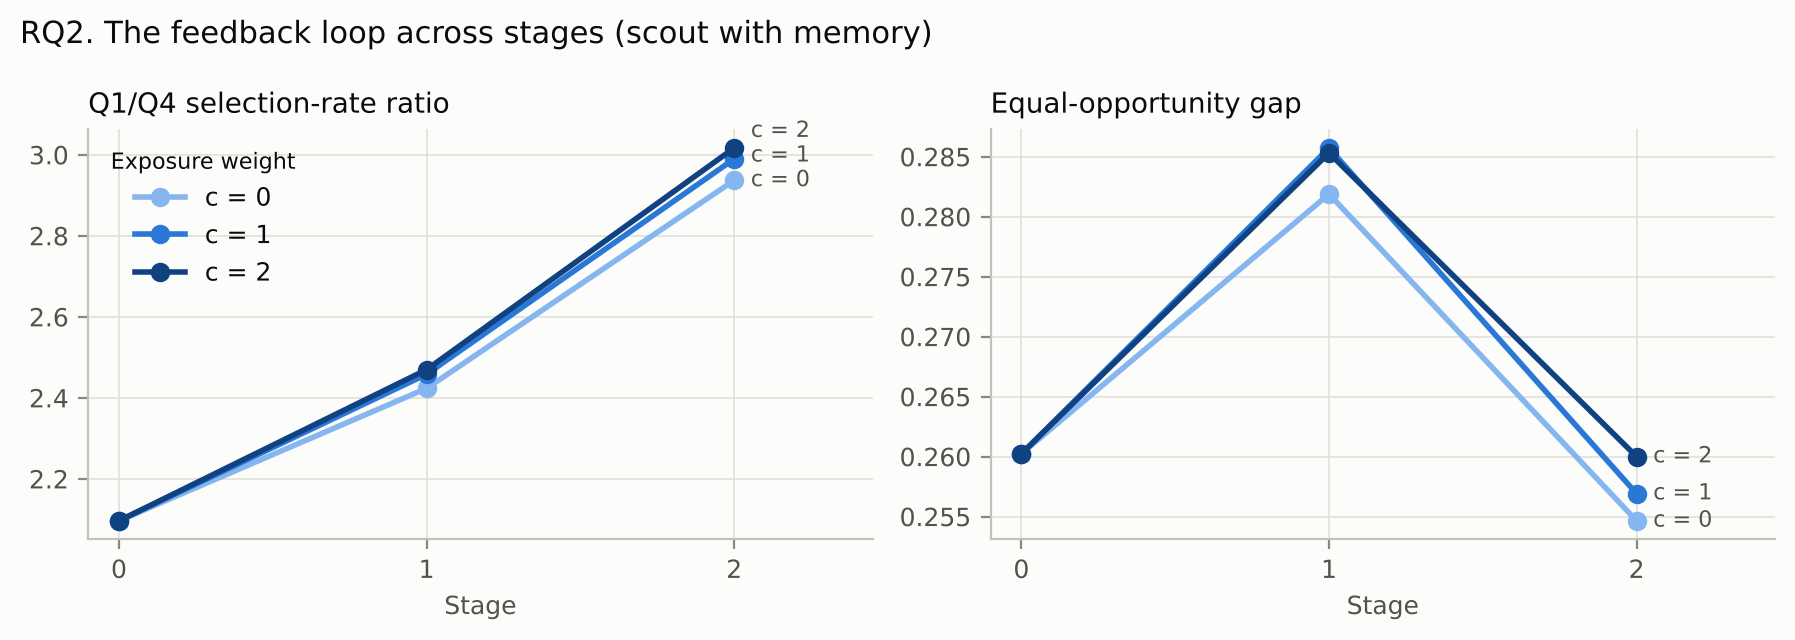 RQ2. The feedback loop across stages (scout with memory)
Q1/Q4 selection-rate ratio
3.0
2.8
2.6
2.4
2.2
Exposure weight
c = 0
c = 1
c = 2
c = 2
c = 1
c = 0
0
1
2
Stage
Equal-opportunity gap
0.285
0.280
0.275
0.270
0.265
0.260
0.255
c = 2
c = 1
c = 0
0
1
2
Stage